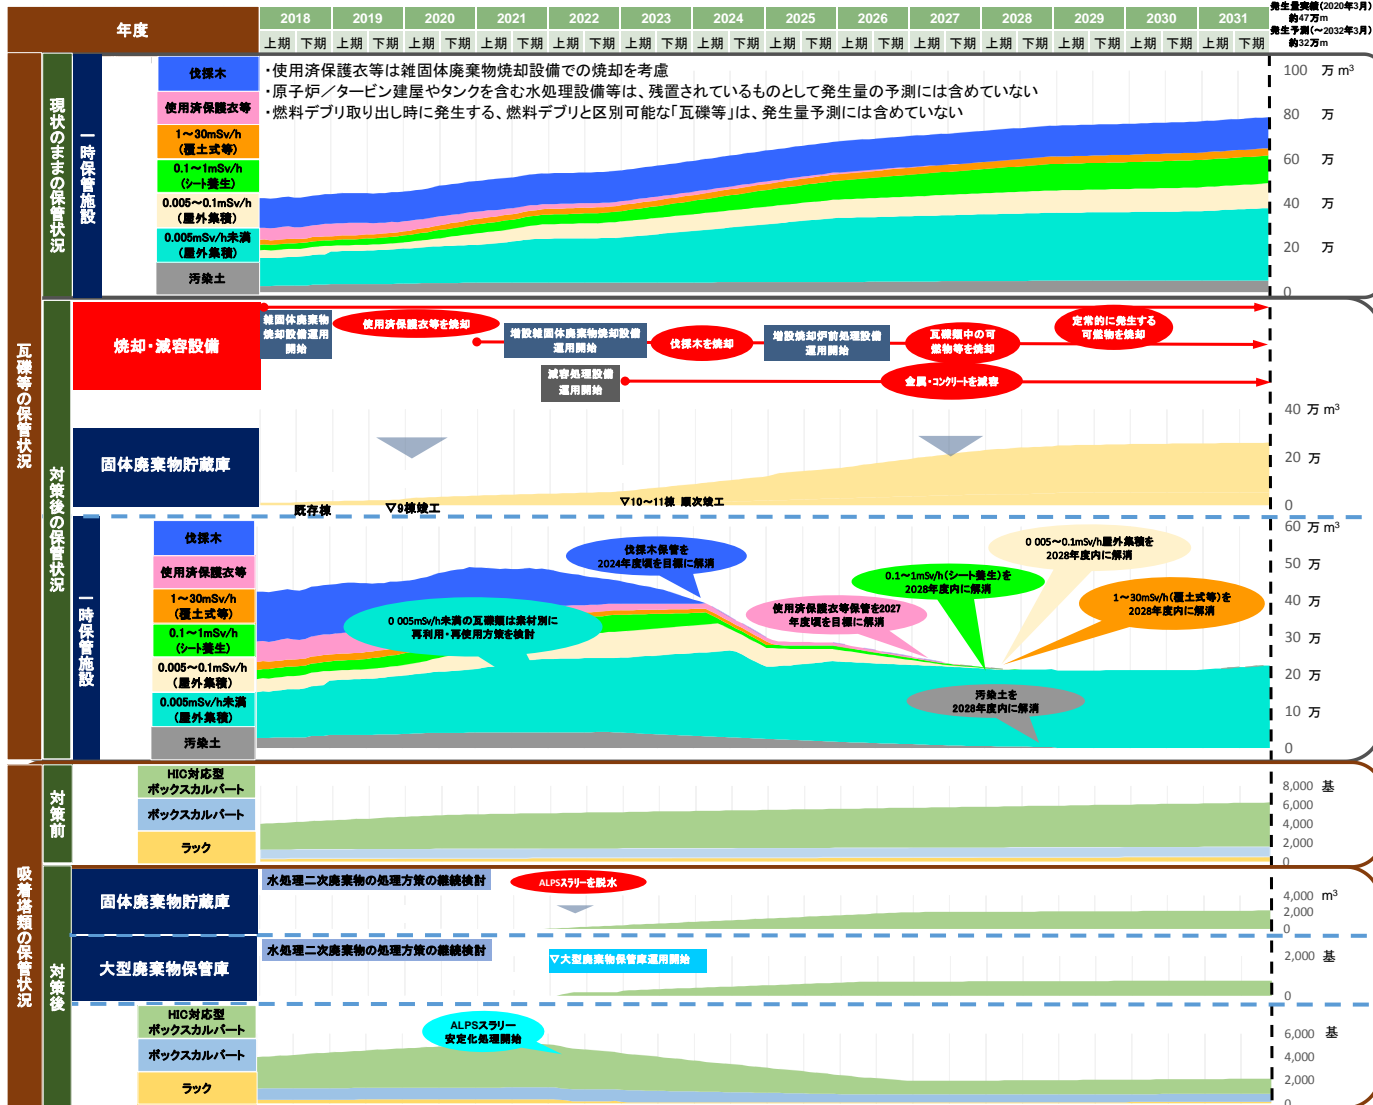 年度
2018 2019 2020 2021 2022 2023 2024 2025 2026 2027 2028 2029 2030 2031
上期 下期 上期 下期 上期 下期 上期 下期 上期 下期 上期 下期 上期 下期 上期 下期 上期 下期 上期 下期 上期 下期 上期 下期 上期 下期 上期 下期
発生量実績(2020年3月)
約47万m
発生予測(～2032年3月)
約32万m
瓦礫等の保管状況
現状のままの保管状況
一時保管施設
伐採木
使用済保護衣等
1～30mSv/h
(覆土式等)
0.1～1mSv/h
(シート養生)
0.005～0.1mSv/h
(屋外集積)
0.005mSv/h未満
(屋外集積)
汚染土
・使用済保護衣等は雑固体廃棄物焼却設備での焼却を考慮
・原子炉／タービン建屋やタンクを含む水処理設備等は、残置されているものとして発生量の予測には含めていない
・燃料デブリ取り出し時に発生する、燃料デブリと区別可能な「瓦礫等」は、発生量予測には含めていない
100 万 m³
80 万
60 万
40 万
20 万
0
対策後の保管状況
焼却・減容設備
雑固体廃棄物
焼却設備運用
開始
使用済保護衣等を焼却
増設雑固体廃棄物焼却設備
運用開始
伐採木を焼却
増設焼却炉前処理設備
運用開始
瓦礫類中の可
燃物等を焼却
定常的に発生する
可燃物を焼却
減容処理設備
運用開始
金属・コンクリートを減容
固体廃棄物貯蔵庫
既存棟
▽9棟竣工
▽10～11棟 順次竣工
40 万 m³
20 万
0
一時保管施設
伐採木
使用済保護衣等
1～30mSv/h
(覆土式等)
0.1～1mSv/h
(シート養生)
0.005～0.1mSv/h
(屋外集積)
0.005mSv/h未満
(屋外集積)
汚染土
0 005mSv/h未満の瓦礫類は素材別に
再利用・再使用方策を検討
伐採木保管を
2024年度頃を目標に解消
使用済保護衣等保管を2027
年度頃を目標に解消
0.1～1mSv/h(シート養生)を
2028年度内に解消
0 005～0.1mSv/h屋外集積を
2028年度内に解消
1～30mSv/h(覆土式等)を
2028年度内に解消
汚染土を
2028年度内に解消
60 万 m³
50 万
40 万
30 万
20 万
10 万
0
吸着塔類の保管状況
対策前
HIC対応型
ボックスカルバート
ボックスカルバート
ラック
8,000 基
6,000
4,000
2,000
0
対策後
固体廃棄物貯蔵庫
水処理二次廃棄物の処理方策の継続検討
ALPSスラリーを脱水
4,000 m³
2,000
0
大型廃棄物保管庫
水処理二次廃棄物の処理方策の継続検討
▽大型廃棄物保管庫運用開始
2,000 基
0
HIC対応型
ボックスカルバート
ボックスカルバート
ラック
ALPSスラリー
安定化処理開始
6,000 基
4,000
2,000
0